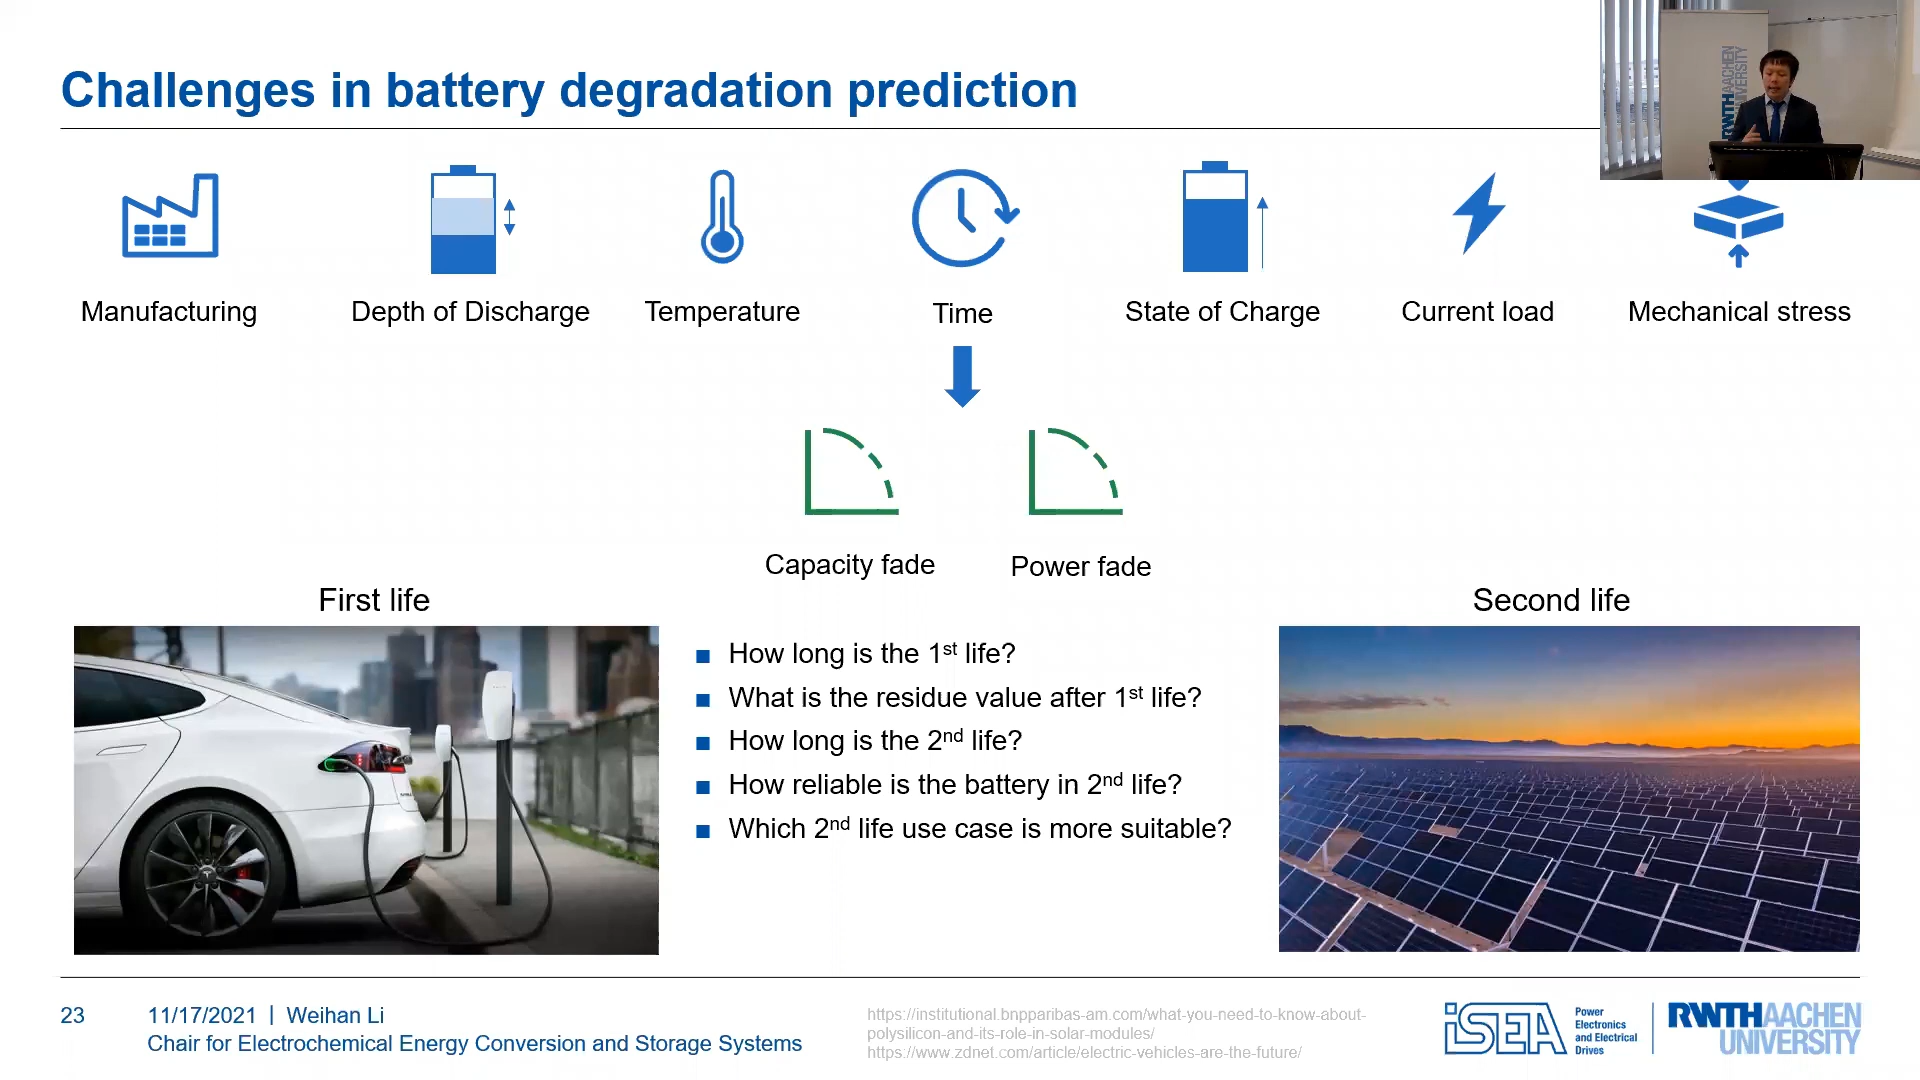 Challenges in battery degradation prediction
RWTH AACHEN
UNIVERSITY
Manufacturing
Depth of Discharge
Temperature
Time
State of Charge
Current load
Mechanical stress
Capacity fade
Power fade
First life
Second life
How long is the 1st life?
What is the residue value after 1st life?
How long is the 2nd life?
How reliable is the battery in 2nd life?
Which 2nd life use case is more suitable?
23
11/17/2021 | Weihan Li
Chair for Electrochemical Energy Conversion and Storage Systems
https://institutional.bnpparibas-am.com/what-you-need-to-know-about-
polysilicon-and-its-role-in-solar-modules/
https://www.zdnet.com/article/electric-vehicles-are-the-future/
iSEA
Power
Electronics
and Electrical
Drives
RWTHAACHEN
UNIVERSITY